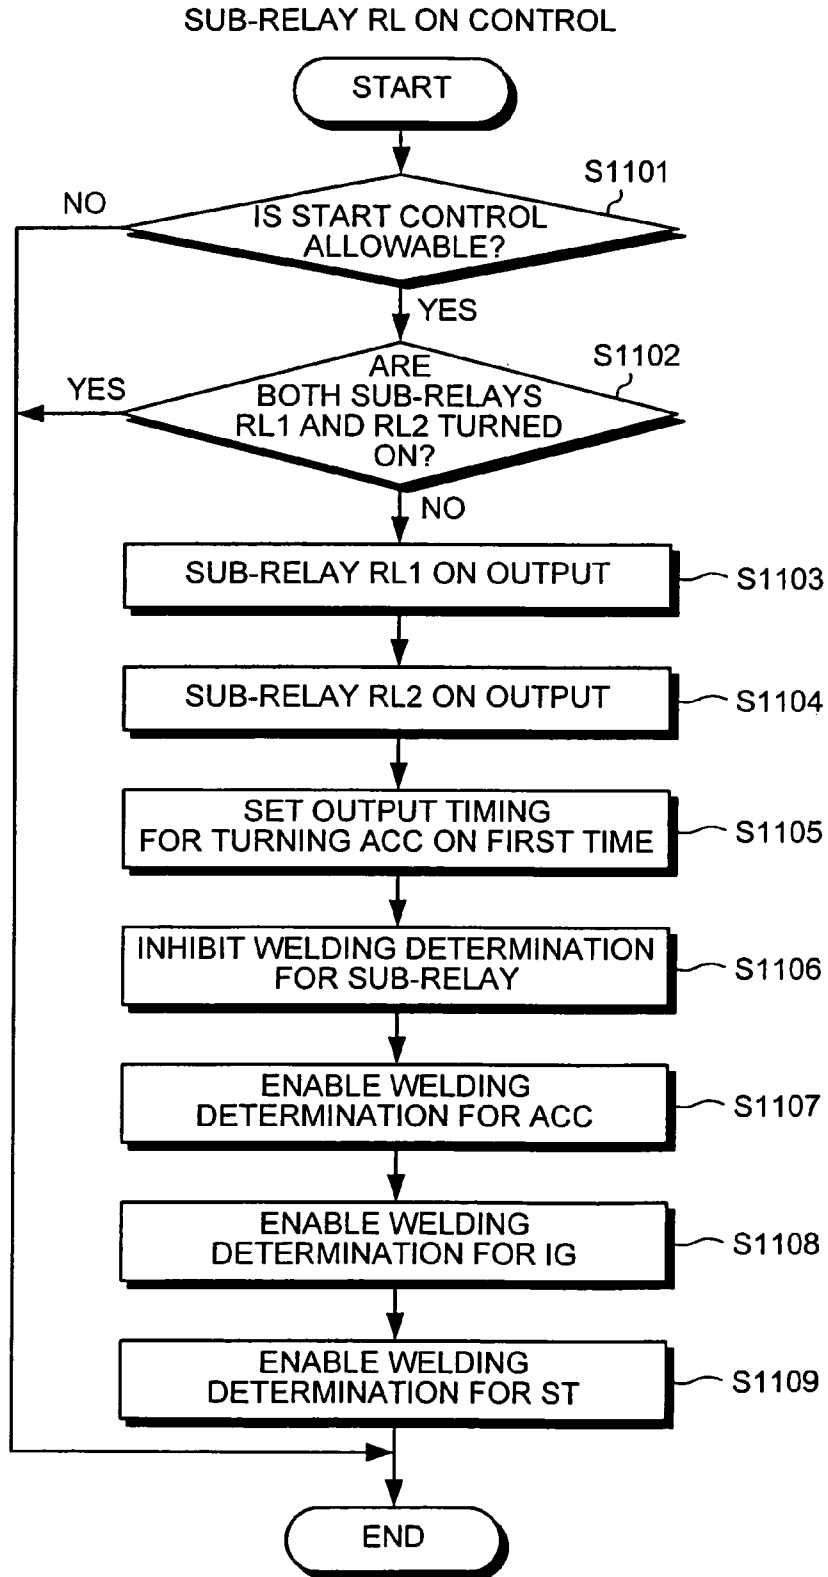 SUB-RELAY RL ON CONTROL
START
S1101
NO
IS START CONTROL
ALLOWABLE?
YES
S1102
YES
ARE
BOTH SUB-RELAYS
RL1 AND RL2 TURNED
ON?
NO
SUB-RELAY RL1 ON OUTPUT
S1103
SUB-RELAY RL2 ON OUTPUT
S1104
SET OUTPUT TIMING
FOR TURNING ACC ON FIRST TIME
S1105
INHIBIT WELDING DETERMINATION
FOR SUB-RELAY
S1106
ENABLE WELDING
DETERMINATION FOR ACC
S1107
ENABLE WELDING
DETERMINATION FOR IG
S1108
ENABLE WELDING
DETERMINATION FOR ST
S1109
END